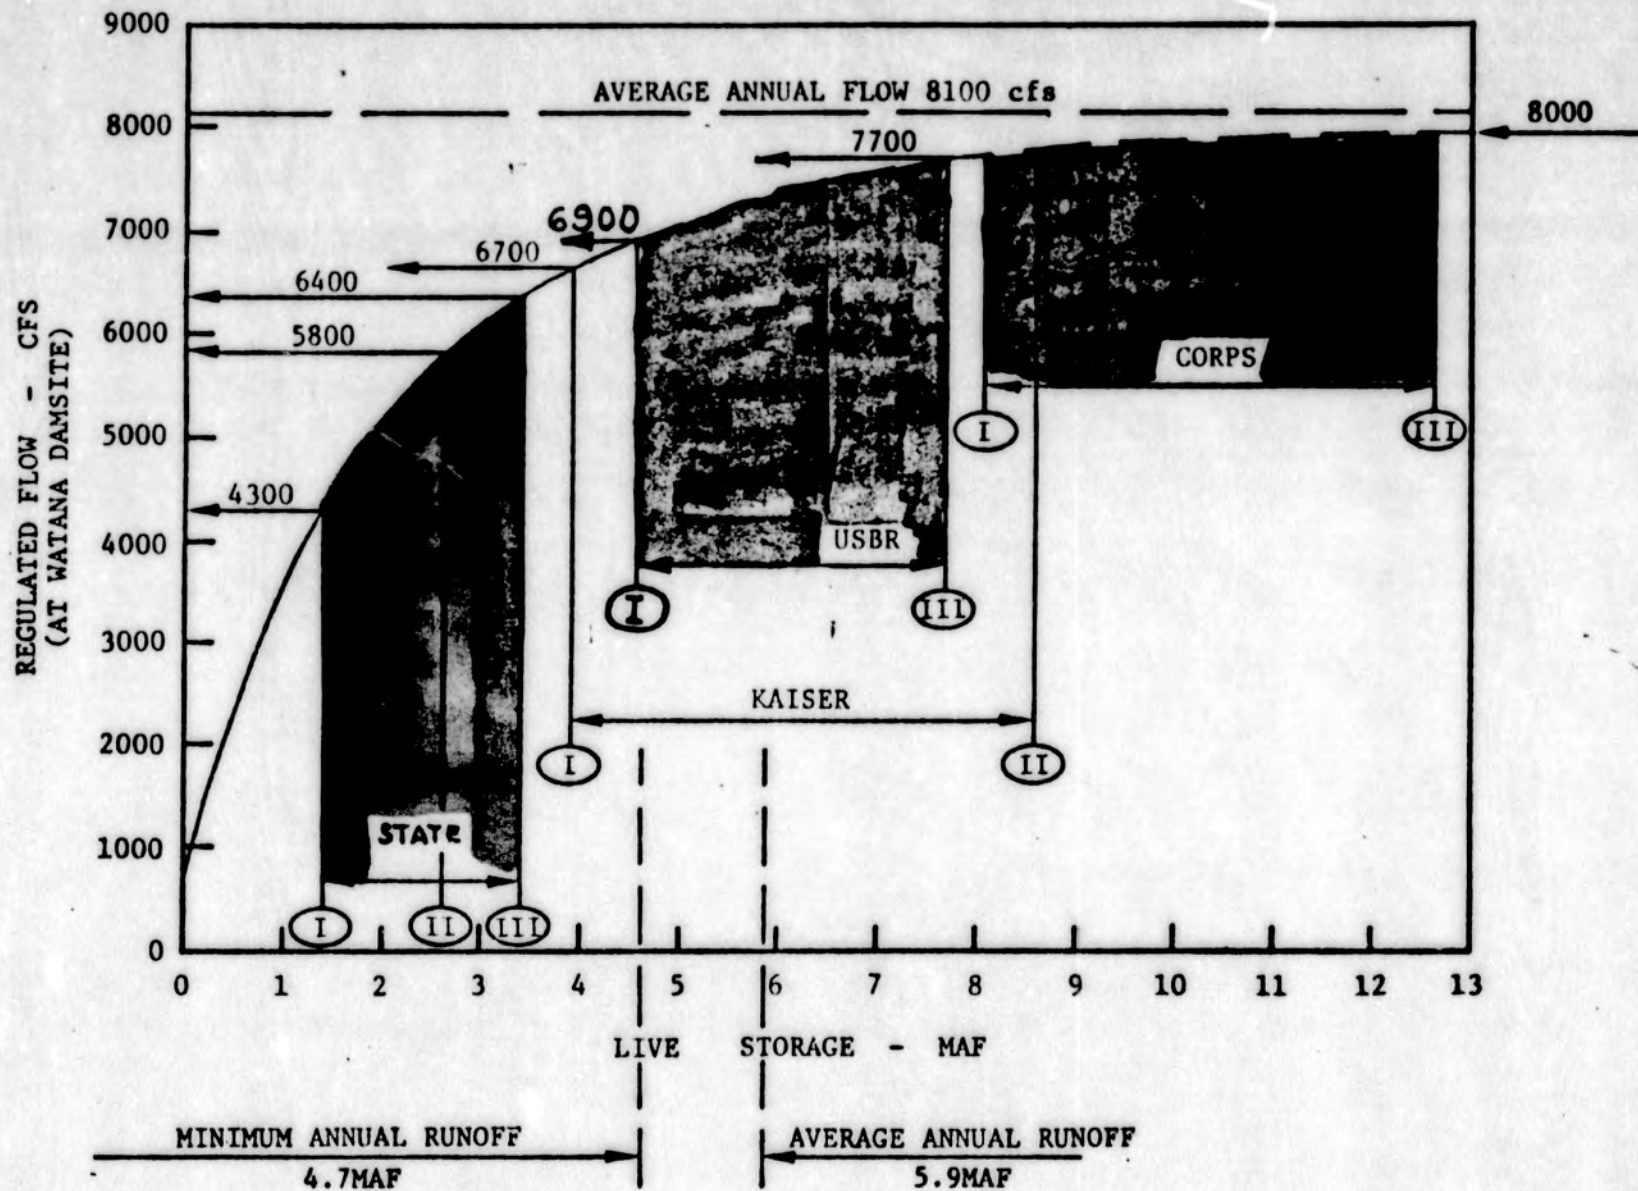 9000
AVERAGE ANNUAL FLOW 8100 cfs
8000
8000
7700
7000
6900
6700
6400
6000
5800
REGULATED FLOW - CFS
(AT WATANA DAMSITE)
CORPS
5000
I
III
4300
4000
USBR
I
III
3000
KAISER
2000
I
II
1000
STATE
I
II
III
0
0 1 2 3 4 5 6 7 8 9 10 11 12 13
LIVE STORAGE - MAF
MINIMUM ANNUAL RUNOFF
4.7MAF
AVERAGE ANNUAL RUNOFF
5.9MAF